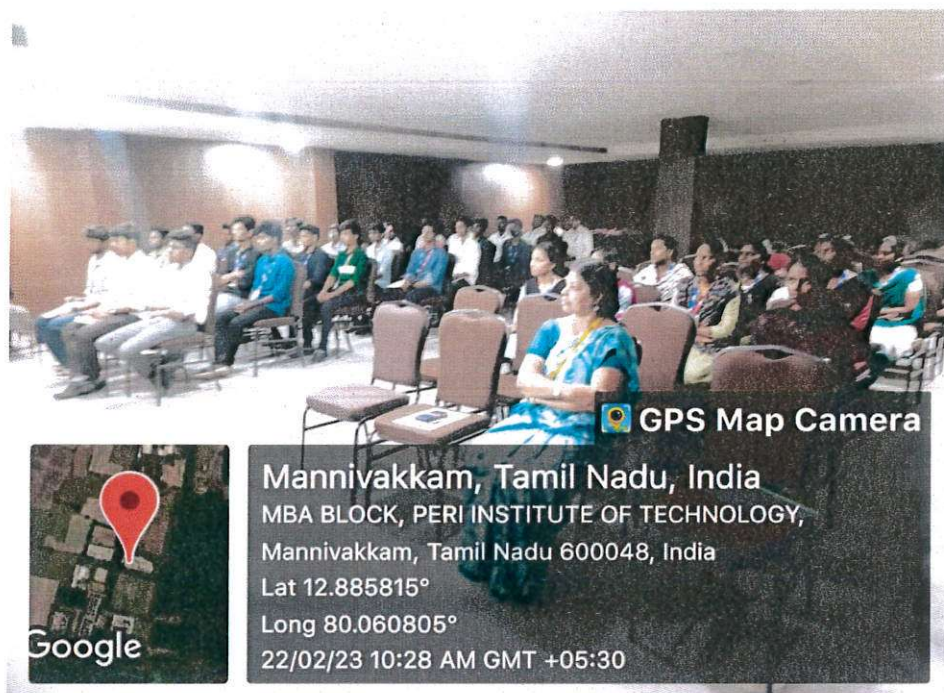 GPS Map Camera
Mannivakkam, Tamil Nadu, India
MBA BLOCK, PERI INSTITUTE OF TECHNOLOGY,
Mannivakkam, Tamil Nadu 600048, India
Lat 12.885815°
Long 80.060805°
22/02/23 10:28 AM GMT +05:30
Google